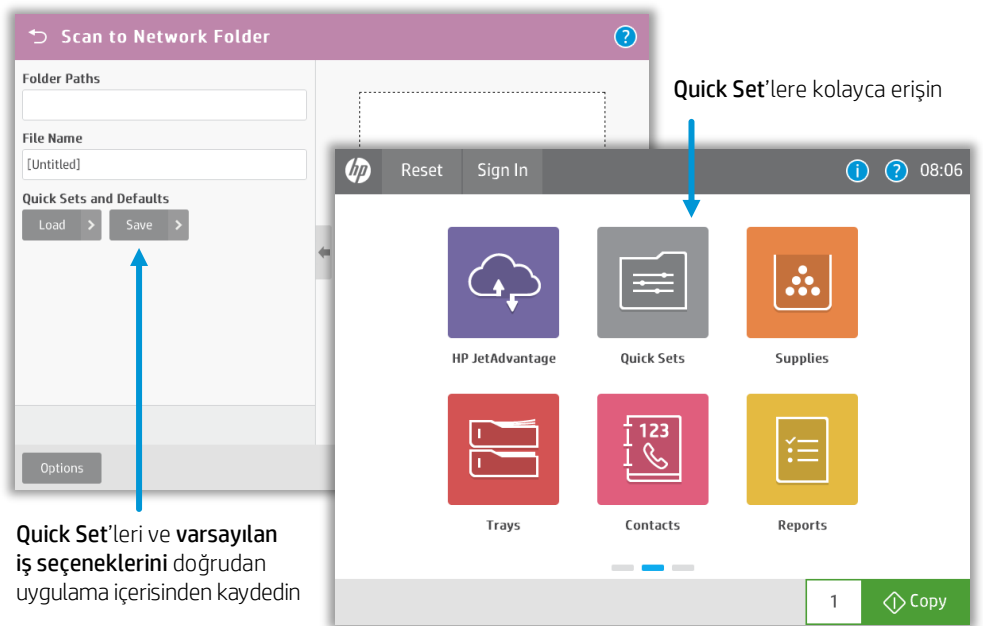 Scan to Network Folder
?
Folder Paths
File Name
[Untitled]
Quick Sets and Defaults
Load >
Save >
Options
Quick Set'lere kolayca erişin
hp
Reset
Sign In
i
?
08:06
HP JetAdvantage
Quick Sets
Supplies
123
Trays
Contacts
Reports
1
Copy
Quick Set'leri ve varsayılan
iş seçeneklerini doğrudan
uygulama içerisinden kaydedin